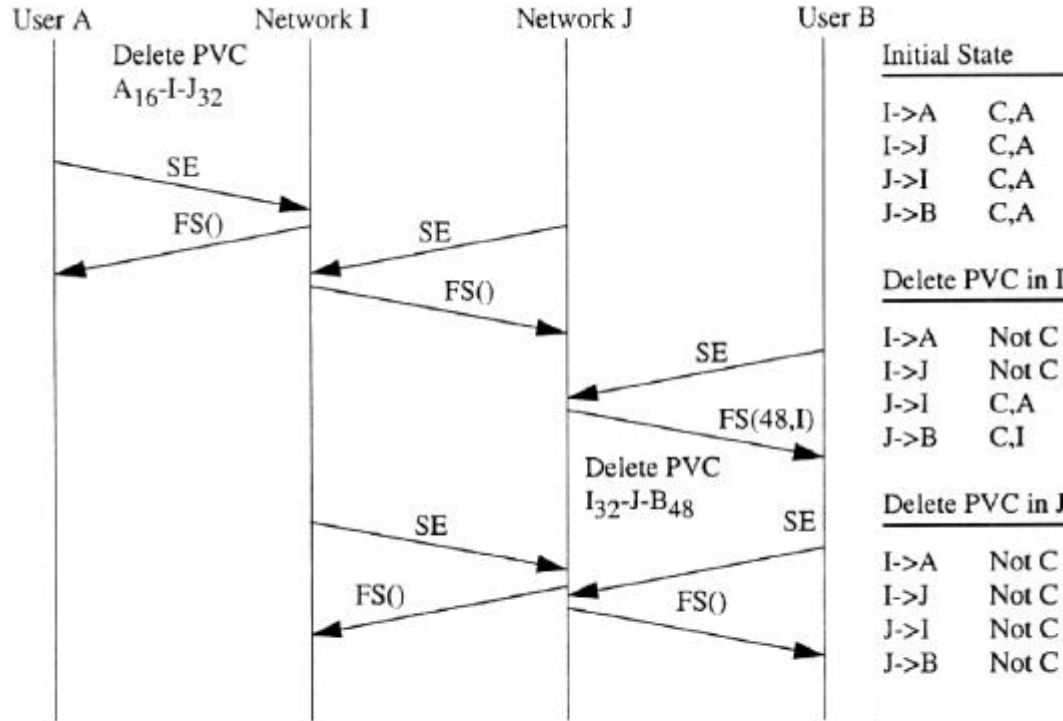 User A Network I Network J User B
Delete PVC
A16-I-J32
SE
FS()
SE
FS()
SE
FS(48,I)
Delete PVC
I32-J-B48
SE
SE
FS()
FS()
Initial State
I->A C,A
I->J C,A
J->I C,A
J->B C,A
Delete PVC in I
I->A Not C
I->J Not C
J->I C,A
J->B C,I
Delete PVC in J
I->A Not C
I->J Not C
J->I Not C
J->B Not C